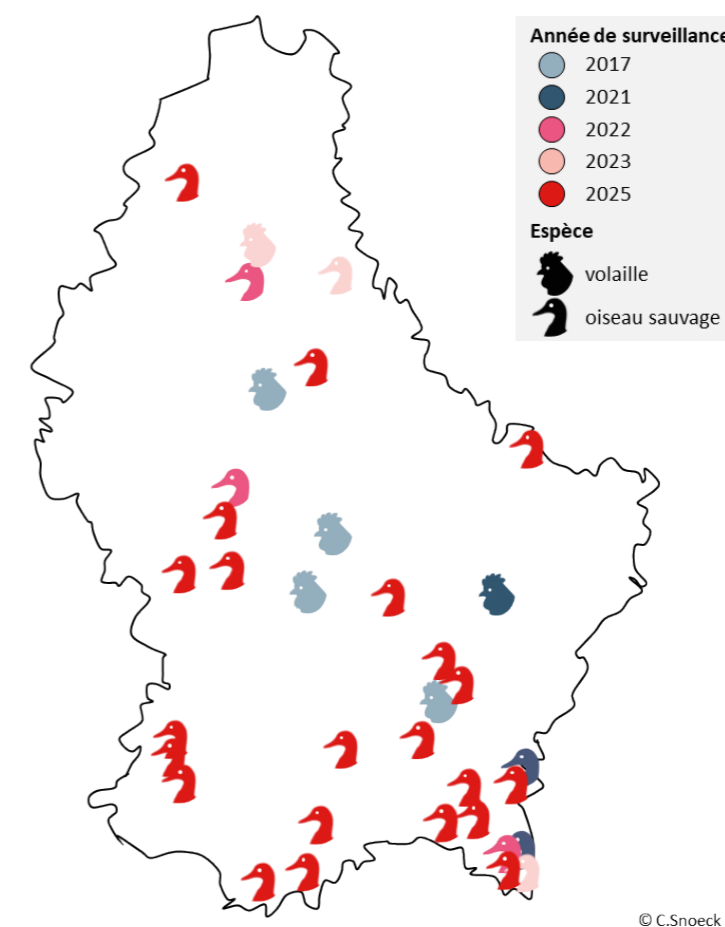 Année de surveillance
2017
2021
2022
2023
2025
Espèce
volaille
oiseau sauvage
© C.Snoeck